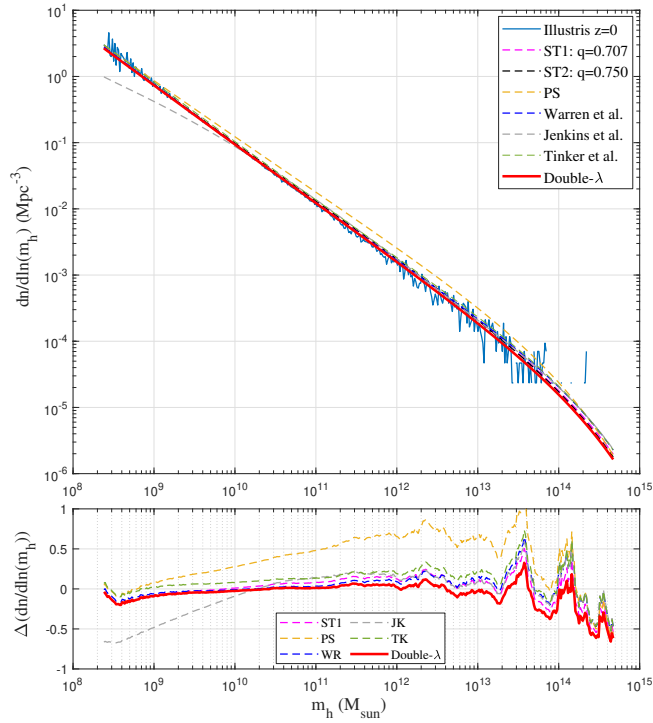 10^1
10^0
10^-1
10^-2
10^-3
10^-4
10^-5
10^-6
dn/dln(m_h) (Mpc^-3)
Illustris z=0
ST1: q=0.707
ST2: q=0.750
PS
Warren et al.
Jenkins et al.
Tinker et al.
Double-λ
10^8 10^9 10^10 10^11 10^12 10^13 10^14 10^15
1
0.5
0
-0.5
-1
Δ(dn/dln(m_h))
ST1 JK
PS TK
WR Double-λ
10^8 10^9 10^10 10^11 10^12 10^13 10^14 10^15
m_h (M_sun)